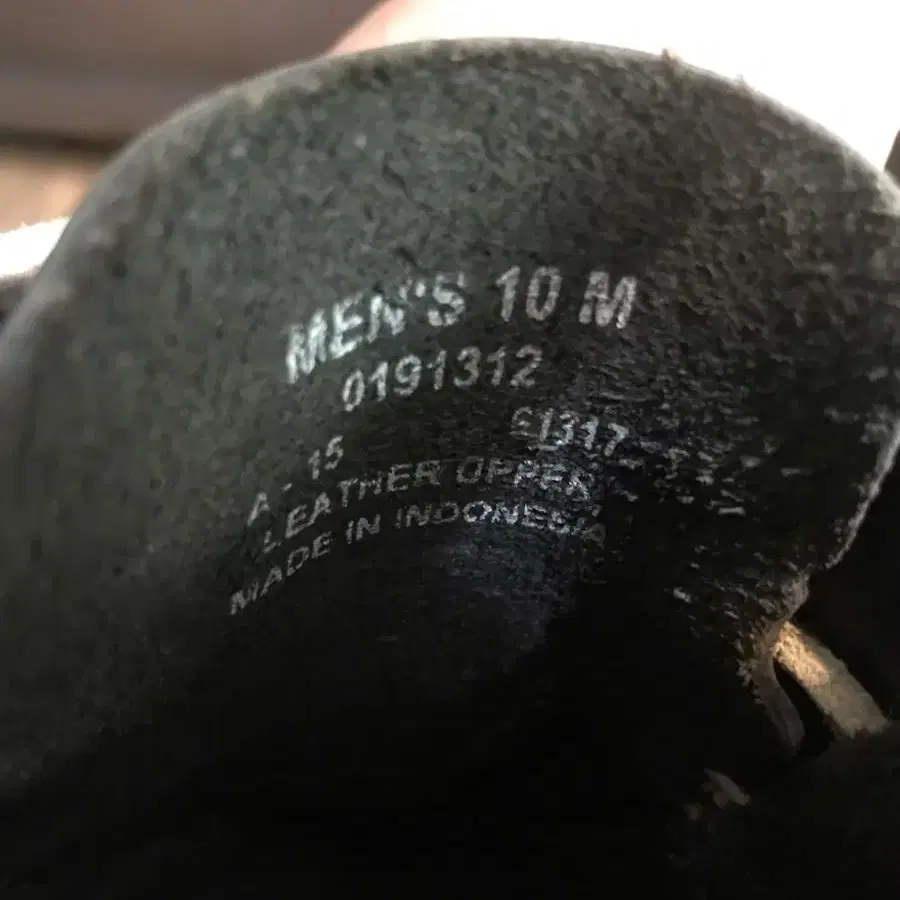 MEN'S 10 M
0191312
A - 15
LEATHER UPPER
MADE IN INDONESIA